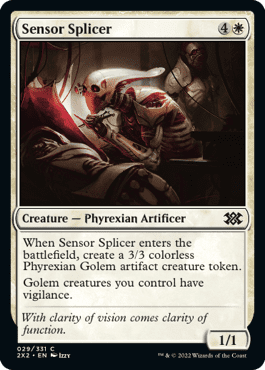 Sensor Splicer 4
Creature — Phyrexian Artificer
When Sensor Splicer enters the
battlefield, create a 3/3 colorless
Phyrexian Golem artifact creature token.
Golem creatures you control have
vigilance.
With clarity of vision comes clarity of
function.
1/1
029/331 C
2X2 • EN Izzy
™ & © 2022 Wizards of the Coast